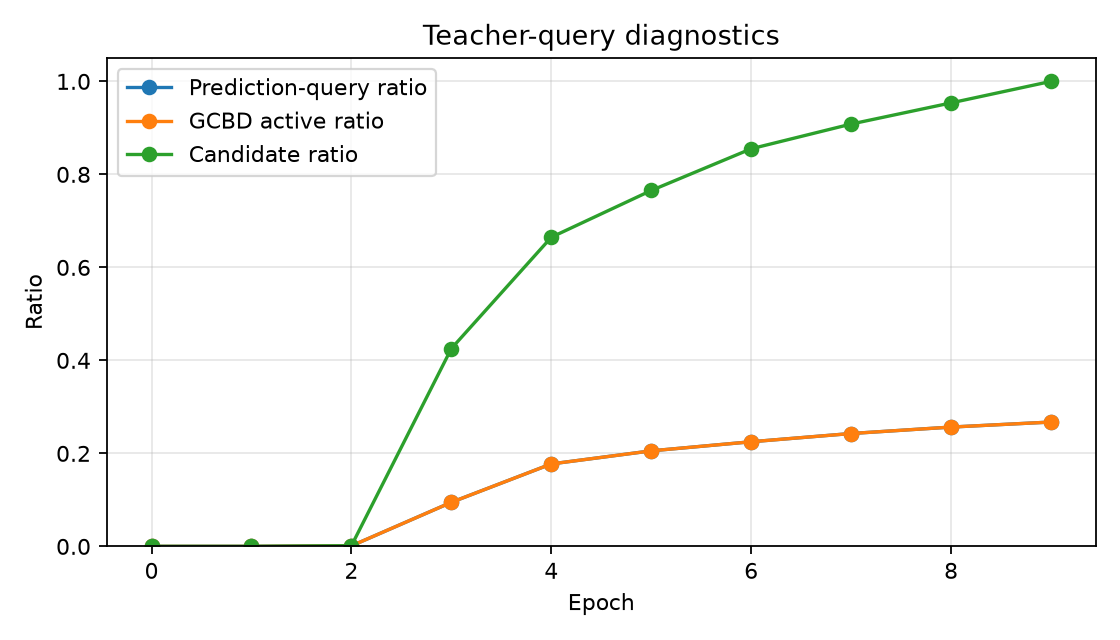 Teacher-query diagnostics
Prediction-query ratio
GCBD active ratio
Candidate ratio
1.0
0.8
0.6
0.4
0.2
0.0
Ratio
0 2 4 6 8
Epoch